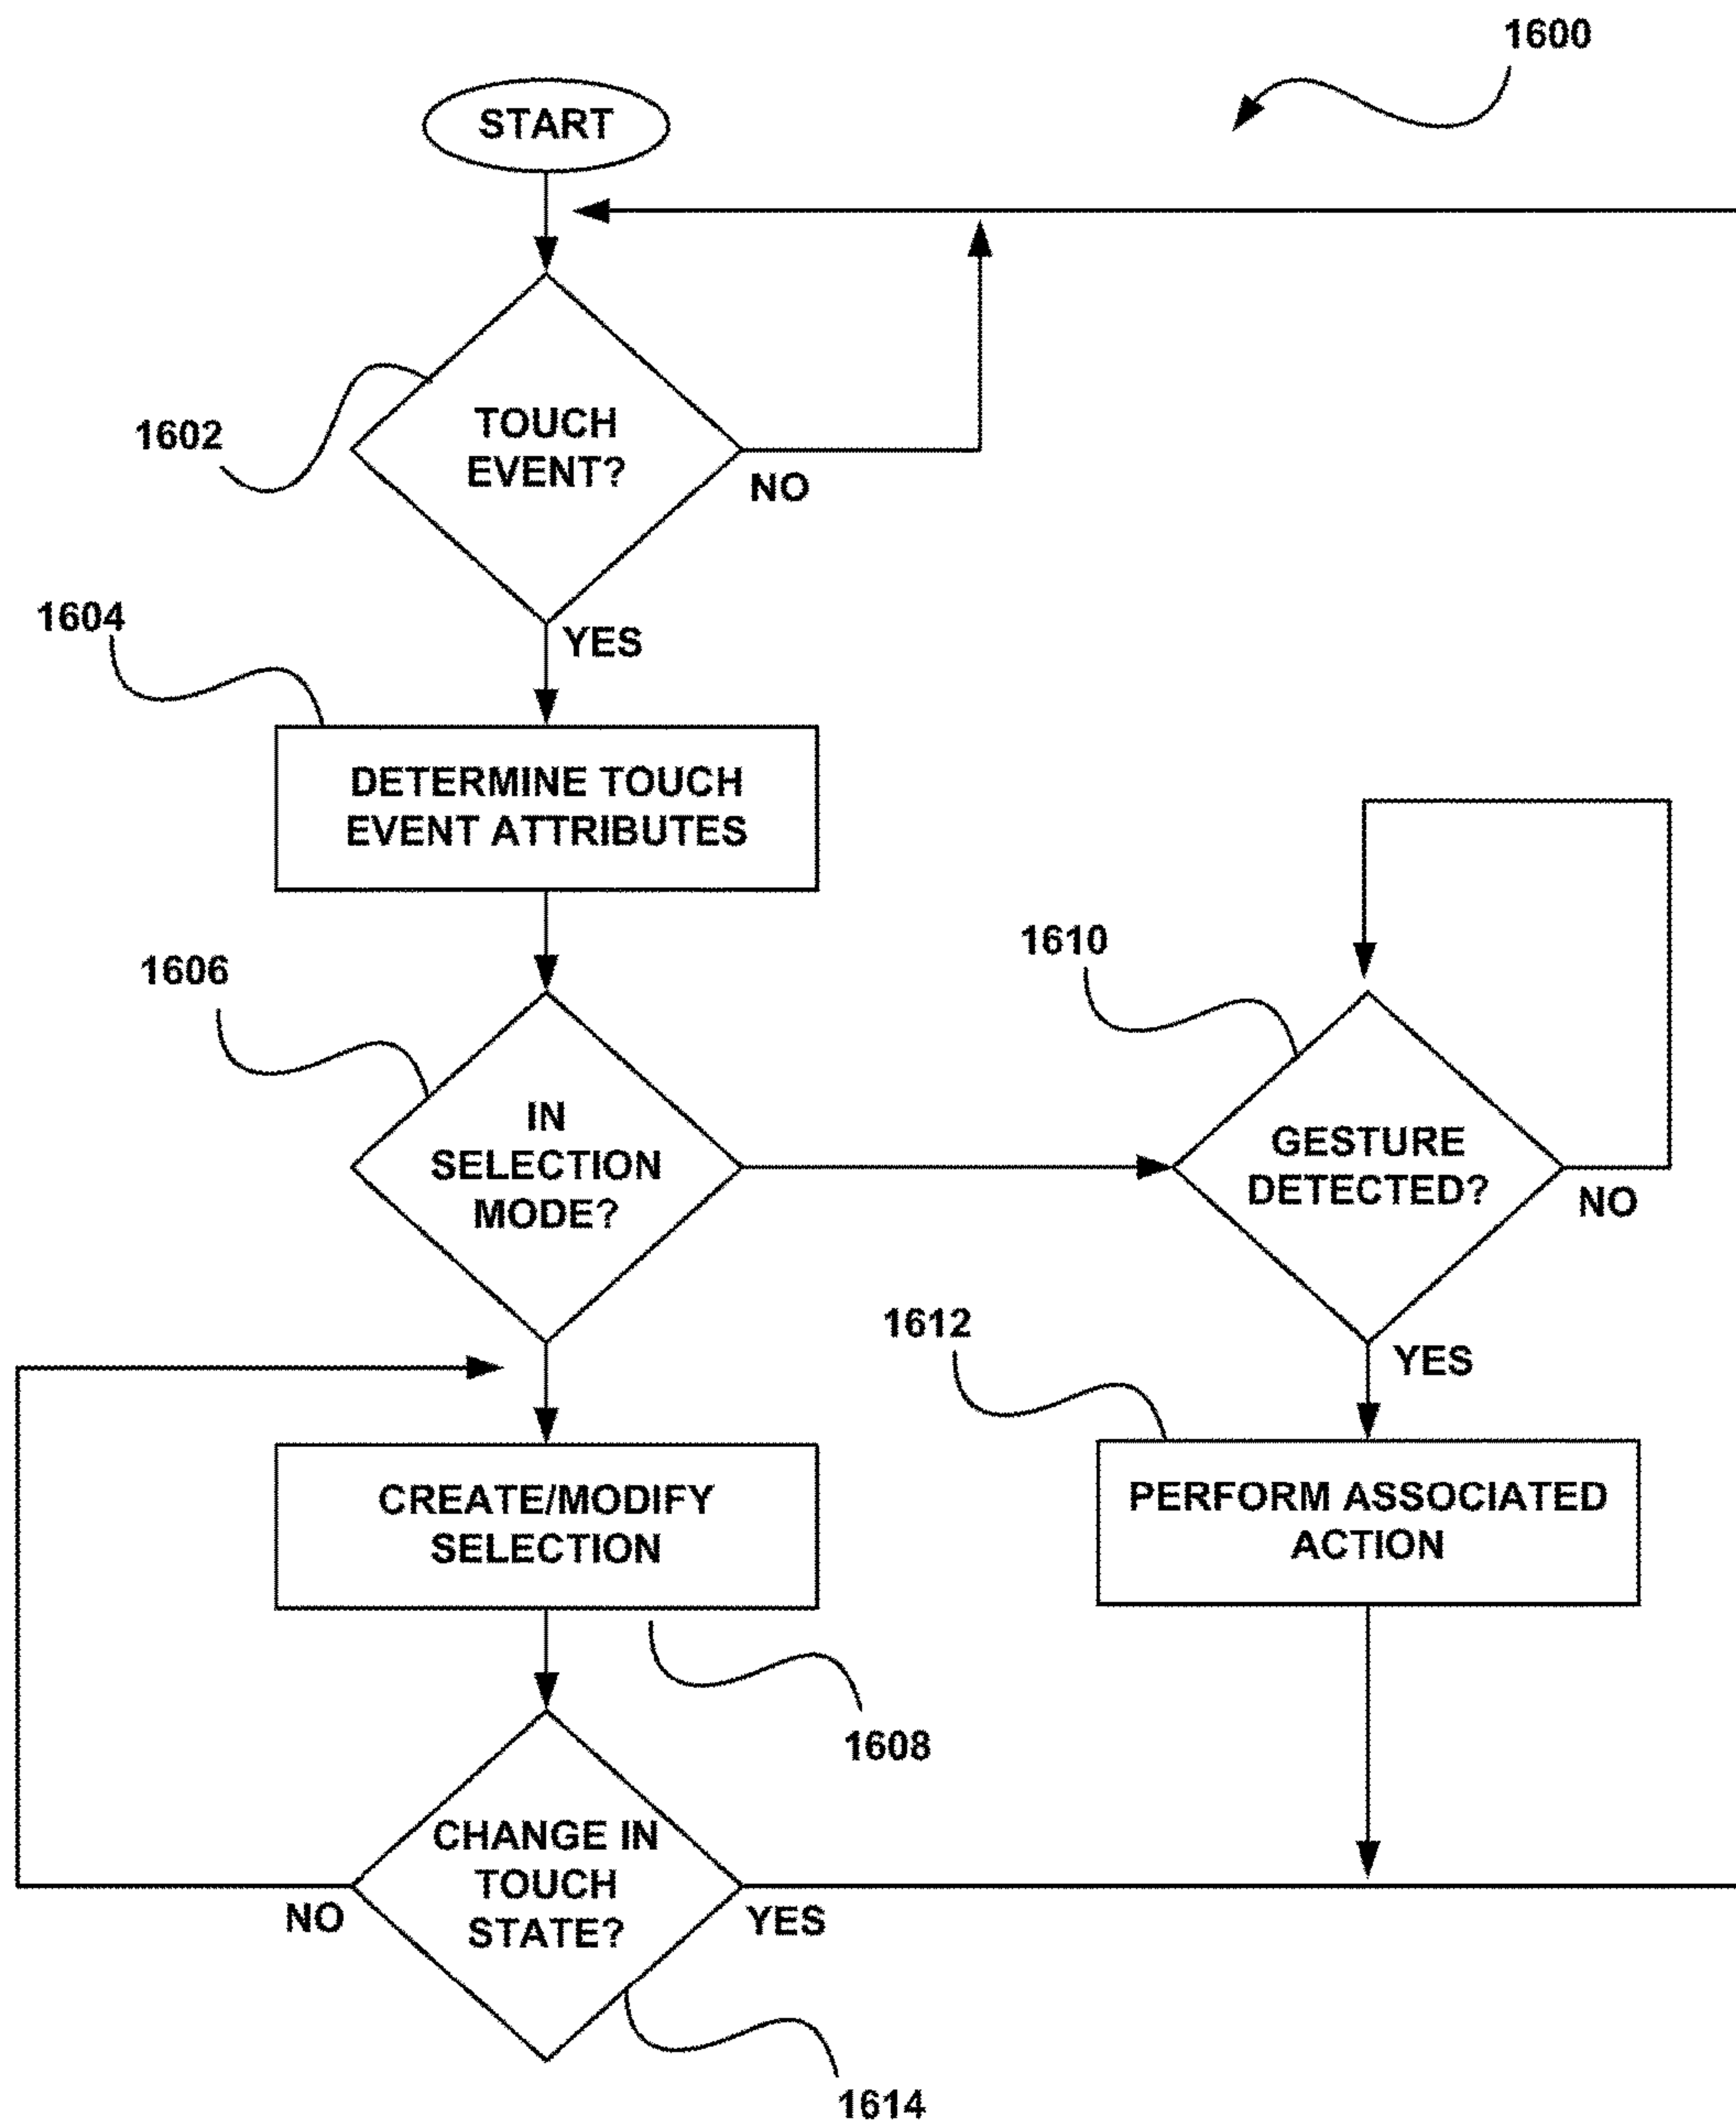 1600
START
1602
TOUCH
EVENT?
NO
1604
YES
DETERMINE TOUCH
EVENT ATTRIBUTES
1606
IN
SELECTION
MODE?
1610
GESTURE
DETECTED?
NO
1612
YES
CREATE/MODIFY
SELECTION
PERFORM ASSOCIATED
ACTION
1608
CHANGE IN
TOUCH
STATE?
NO
YES
1614